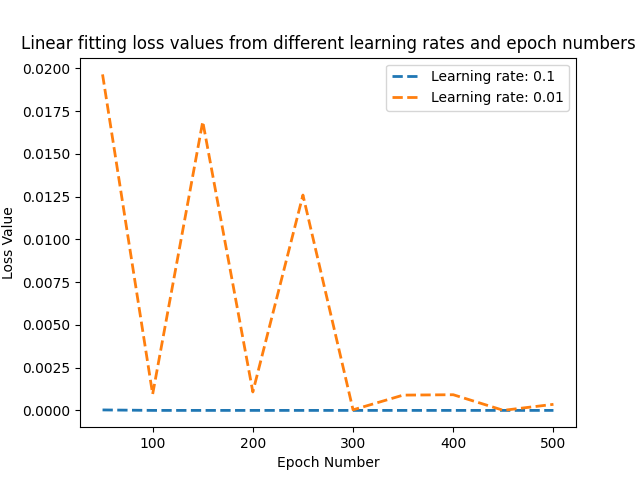 Linear fitting loss values from different learning rates and epoch numbers
Learning rate: 0.1
Learning rate: 0.01
0.0200
0.0175
0.0150
0.0125
0.0100
0.0075
0.0050
0.0025
0.0000
Loss Value
100
200
300
400
500
Epoch Number